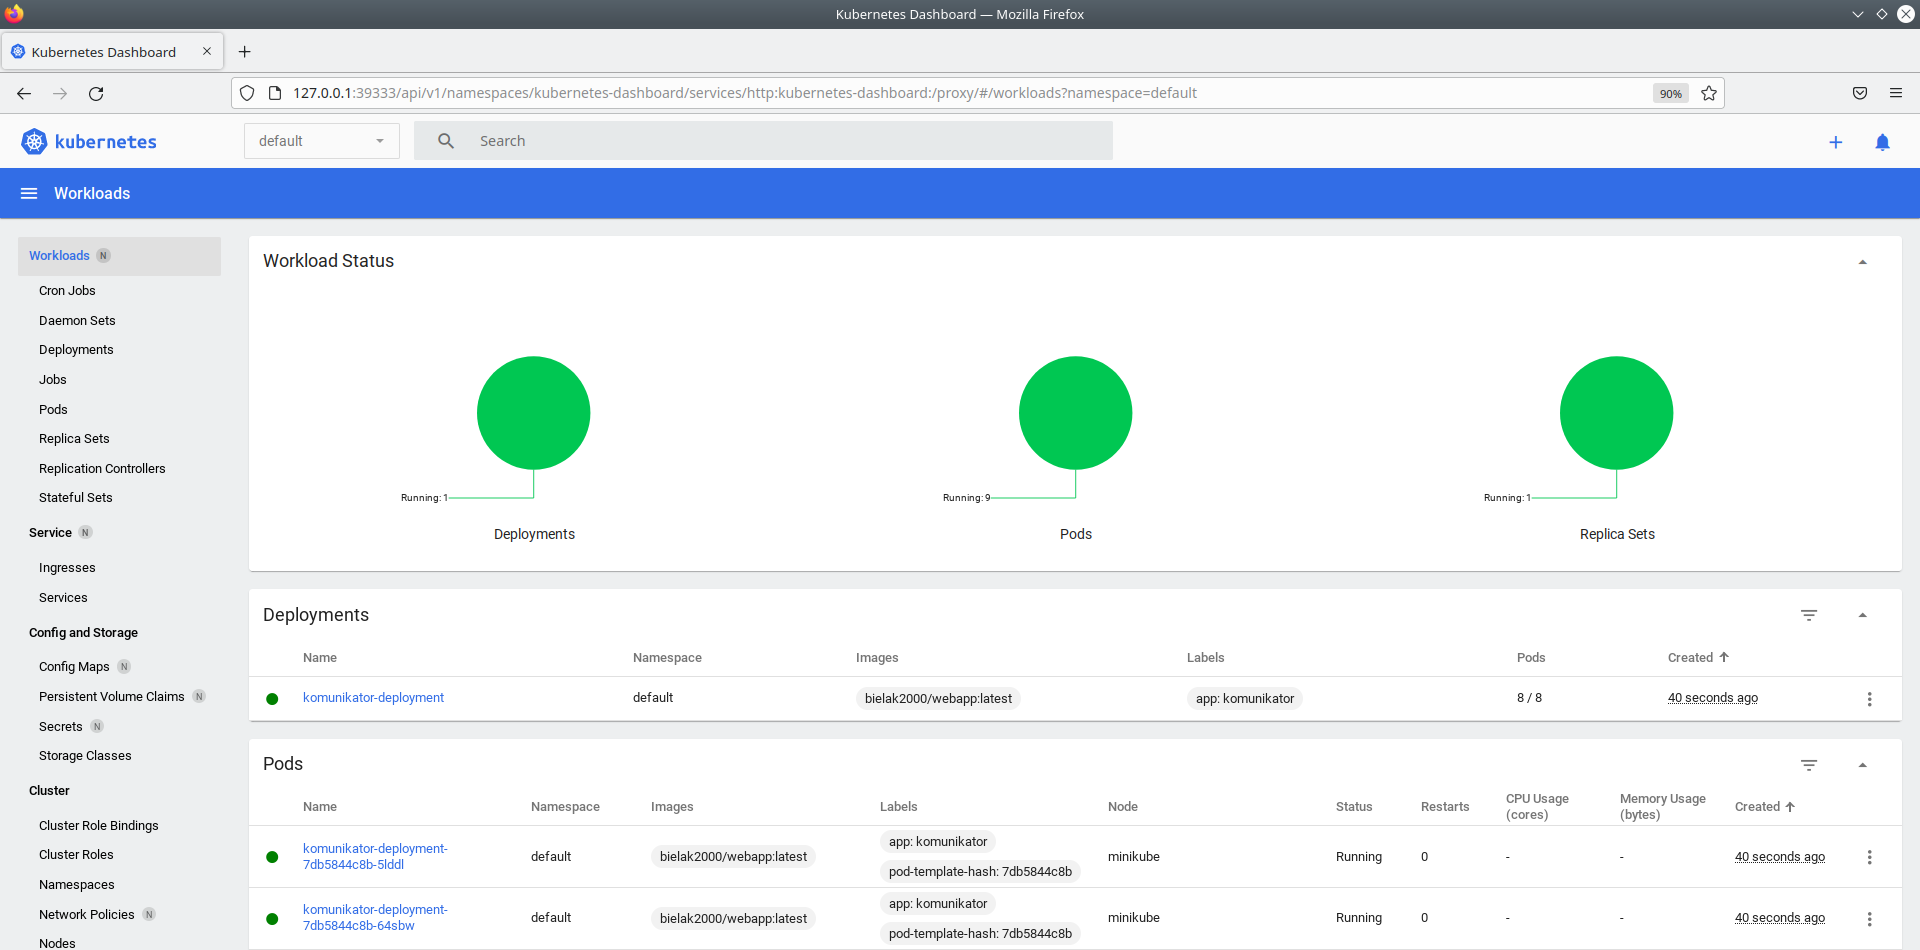 Kubernetes Dashboard — Mozilla Firefox
Kubernetes Dashboard
127.0.0.1:39333/api/v1/namespaces/kubernetes-dashboard/services/http:kubernetes-dashboard:/proxy/#/workloads?namespace=default
90%
kubernetes
default
Search
Workloads
Workloads N
Cron Jobs
Daemon Sets
Deployments
Jobs
Pods
Replica Sets
Replication Controllers
Stateful Sets
Service N
Ingresses
Services
Config and Storage
Config Maps N
Persistent Volume Claims N
Secrets N
Storage Classes
Cluster
Cluster Role Bindings
Cluster Roles
Namespaces
Network Policies N
Nodes
Workload Status
Running: 1
Deployments
Running: 9
Pods
Running: 1
Replica Sets
Deployments
Name Namespace Images Labels Pods Created
komunikator-deployment default bielak2000/webapp:latest app: komunikator 8 / 8 40 seconds ago
Pods
Name Namespace Images Labels Node Status Restarts CPU Usage (cores) Memory Usage (bytes) Created
komunikator-deployment-
7db5844c8b-5lddl
default
bielak2000/webapp:latest
app: komunikator
pod-template-hash: 7db5844c8b
minikube
Running
0
-
-
40 seconds ago
komunikator-deployment-
7db5844c8b-64sbw
default
bielak2000/webapp:latest
app: komunikator
pod-template-hash: 7db5844c8b
minikube
Running
0
-
-
40 seconds ago